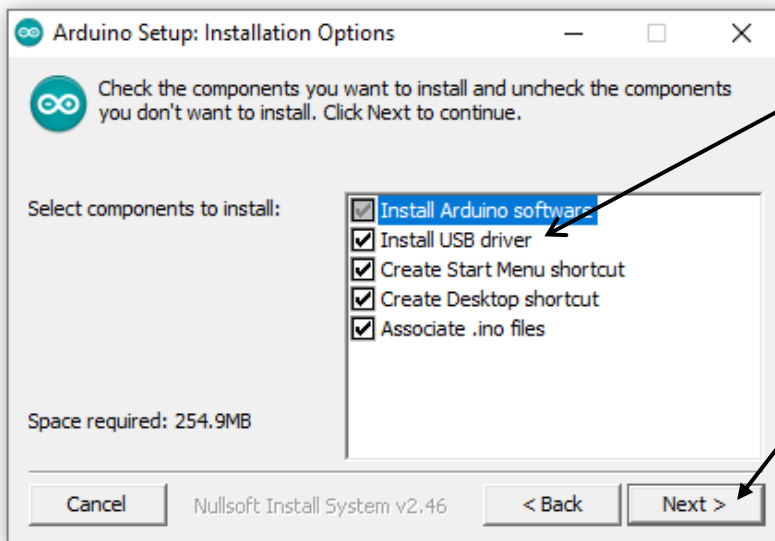 Arduino Setup: Installation Options
Check the components you want to install and uncheck the components
you don't want to install. Click Next to continue.
Select components to install:
Install Arduino software
Install USB driver
Create Start Menu shortcut
Create Desktop shortcut
Associate .ino files
Space required: 254.9MB
Cancel
Nullsoft Install System v2.46
< Back
Next >